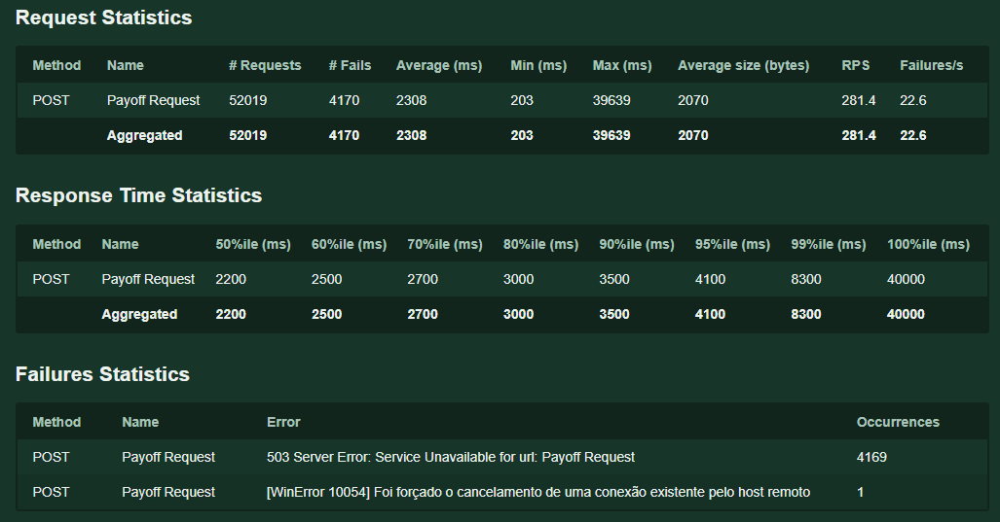 Request Statistics
Method Name # Requests # Fails Average (ms) Min (ms) Max (ms) Average size (bytes) RPS Failures/s
POST Payoff Request 52019 4170 2308 203 39639 2070 281.4 22.6
Aggregated 52019 4170 2308 203 39639 2070 281.4 22.6
Response Time Statistics
Method Name 50%ile (ms) 60%ile (ms) 70%ile (ms) 80%ile (ms) 90%ile (ms) 95%ile (ms) 99%ile (ms) 100%ile (ms)
POST Payoff Request 2200 2500 2700 3000 3500 4100 8300 40000
Aggregated 2200 2500 2700 3000 3500 4100 8300 40000
Failures Statistics
Method Name Error Occurrences
POST Payoff Request 503 Server Error: Service Unavailable for url: Payoff Request 4169
POST Payoff Request [WinError 10054] Foi forçado o cancelamento de uma conexão existente pelo host remoto 1